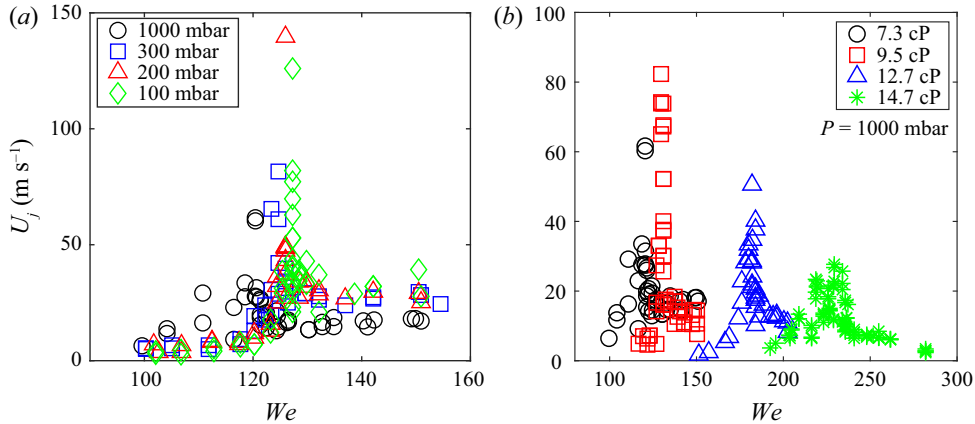 (a)
1000 mbar
300 mbar
200 mbar
100 mbar
150
100
50
0
U_j (m s⁻¹)
100
120
140
160
We
(b)
7.3 cP
9.5 cP
12.7 cP
14.7 cP
P = 1000 mbar
100
80
60
40
20
0
100
150
200
250
300
We